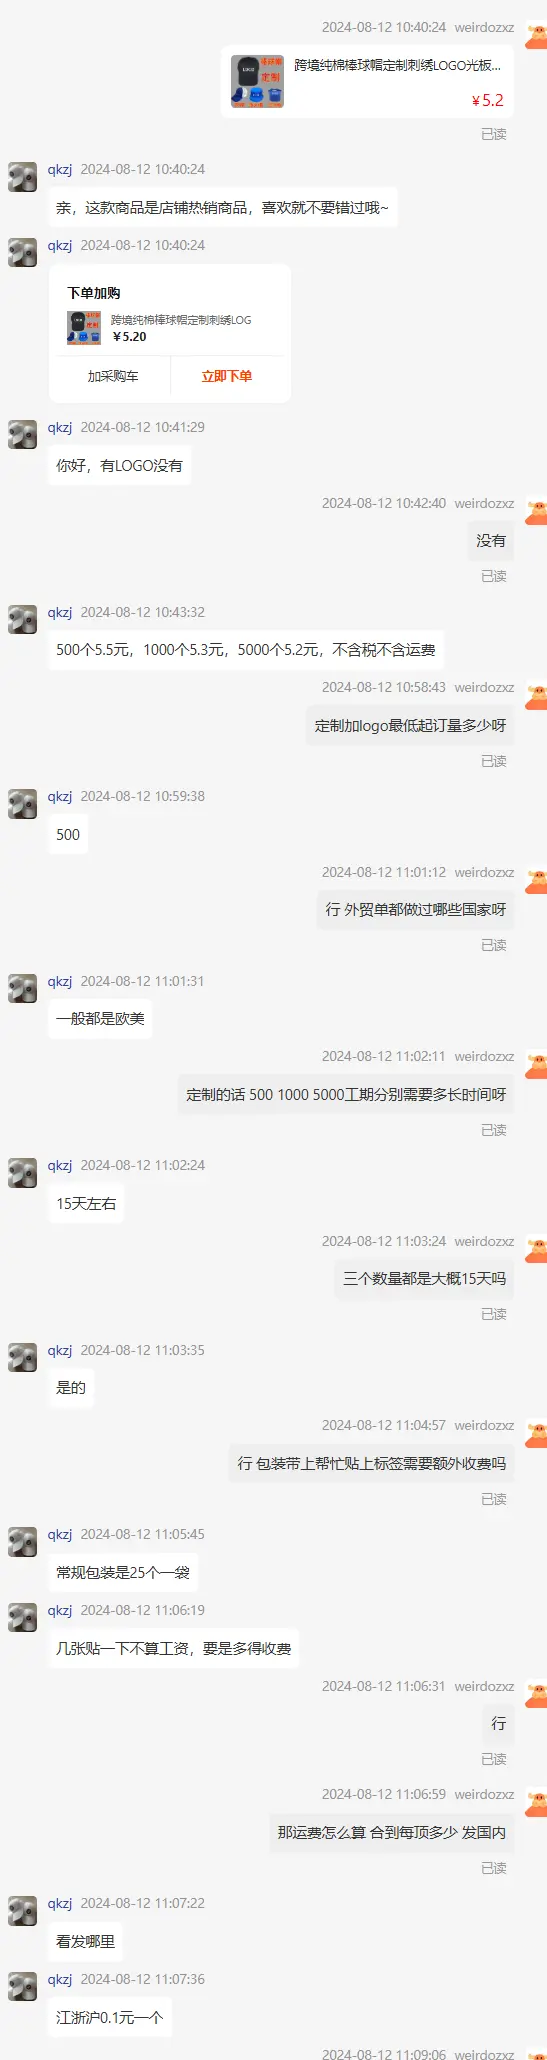 2024-08-12 10:40:24 weirdozxz
跨境纯棉棒球帽定制刺绣LOGO光板...
定制
¥5.2
已读
qkzj 2024-08-12 10:40:24
亲，这款商品是店铺热销商品，喜欢就不要错过哦~
qkzj 2024-08-12 10:40:24
下单加购
跨境纯棉棒球帽定制刺绣LOG
¥5.20
加采购车
立即下单
qkzj 2024-08-12 10:41:29
你好，有LOGO没有
2024-08-12 10:42:40 weirdozxz
没有
已读
qkzj 2024-08-12 10:43:32
500个5.5元，1000个5.3元，5000个5.2元，不含税不含运费
2024-08-12 10:58:43 weirdozxz
定制加logo最低起订量多少呀
已读
qkzj 2024-08-12 10:59:38
500
2024-08-12 11:01:12 weirdozxz
行 外贸单都做过哪些国家呀
已读
qkzj 2024-08-12 11:01:31
一般都是欧美
2024-08-12 11:02:11 weirdozxz
定制的话 500 1000 5000工期分别需要多长时间呀
已读
qkzj 2024-08-12 11:02:24
15天左右
2024-08-12 11:03:24 weirdozxz
三个数量都是大概15天吗
已读
qkzj 2024-08-12 11:03:35
是的
2024-08-12 11:04:57 weirdozxz
行 包装带上帮忙贴上标签需要额外收费吗
已读
qkzj 2024-08-12 11:05:45
常规包装是25个一袋
qkzj 2024-08-12 11:06:19
几张贴一下不算工资，要是多得收费
2024-08-12 11:06:31 weirdozxz
行
已读
2024-08-12 11:06:59 weirdozxz
那运费怎么算 合到每顶多少 发国内
已读
qkzj 2024-08-12 11:07:22
看发哪里
qkzj 2024-08-12 11:07:36
江浙沪0.1元一个
2024-08-12 11:09:06 weirdozxz